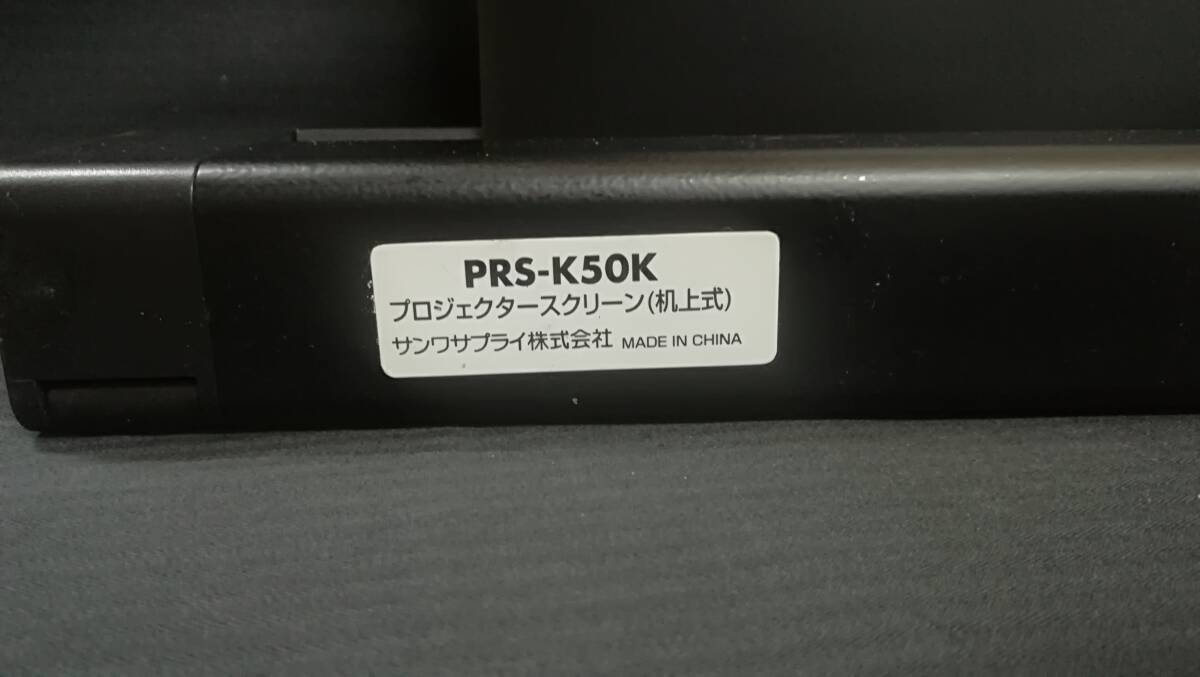 PRS-K50K
プロジェクタースクリーン(机上式)
サンワサプライ株式会社 MADE IN CHINA